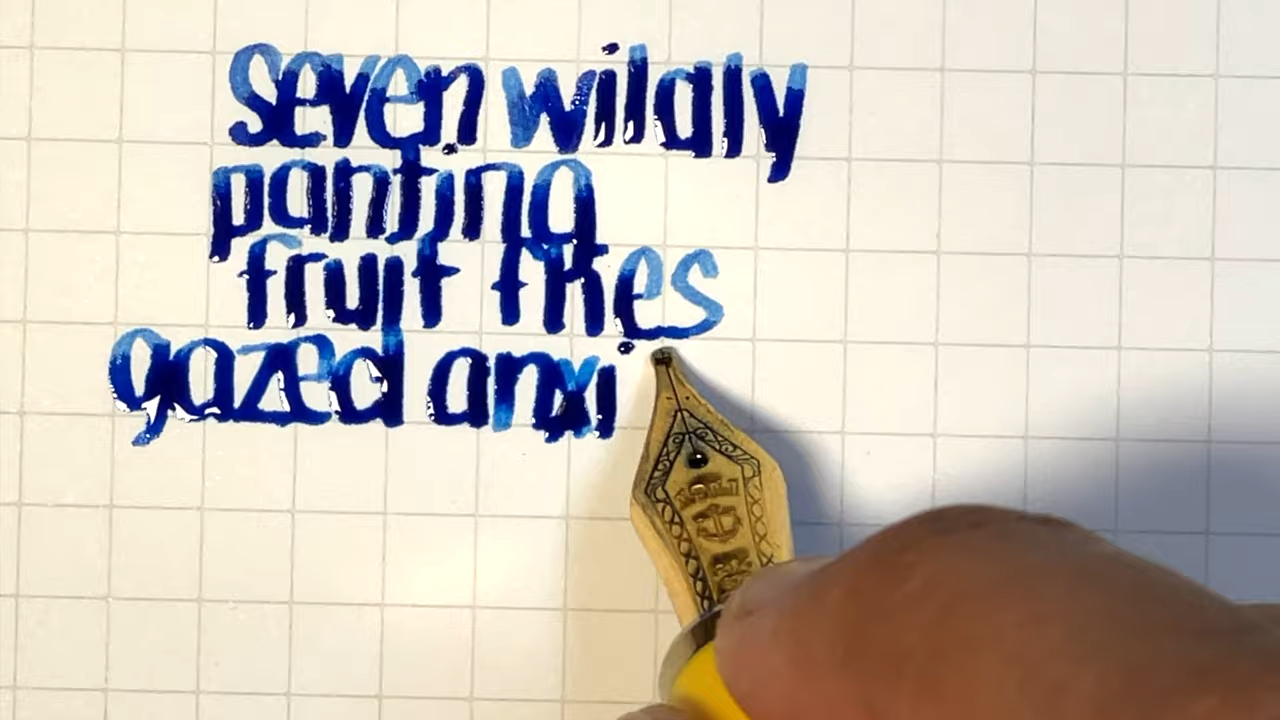 seven wildly
panting
fruit flies
gazed anxi